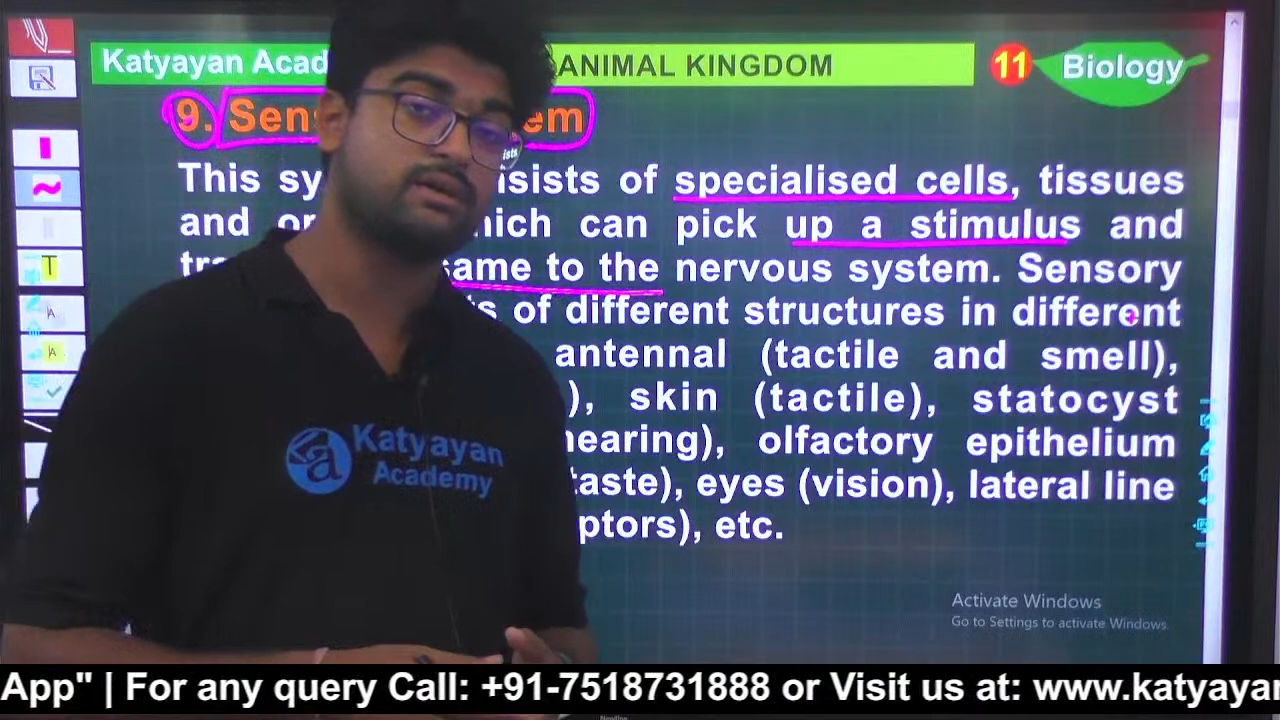 Katyayan Acad ANIMAL KINGDOM 11 Biology
9. Sen em
This sy sists of specialised cells, tissues
and or hich can pick up a stimulus and
tra same to the nervous system. Sensory
s of different structures in different
antennal (tactile and smell),
), skin (tactile), statocyst
hearing), olfactory epithelium
taste), eyes (vision), lateral line
ptors), etc.
Katyayan
Academy
Activate Windows
Go to Settings to activate Windows.
App" | For any query Call: +91-7518731888 or Visit us at: www.katyayan